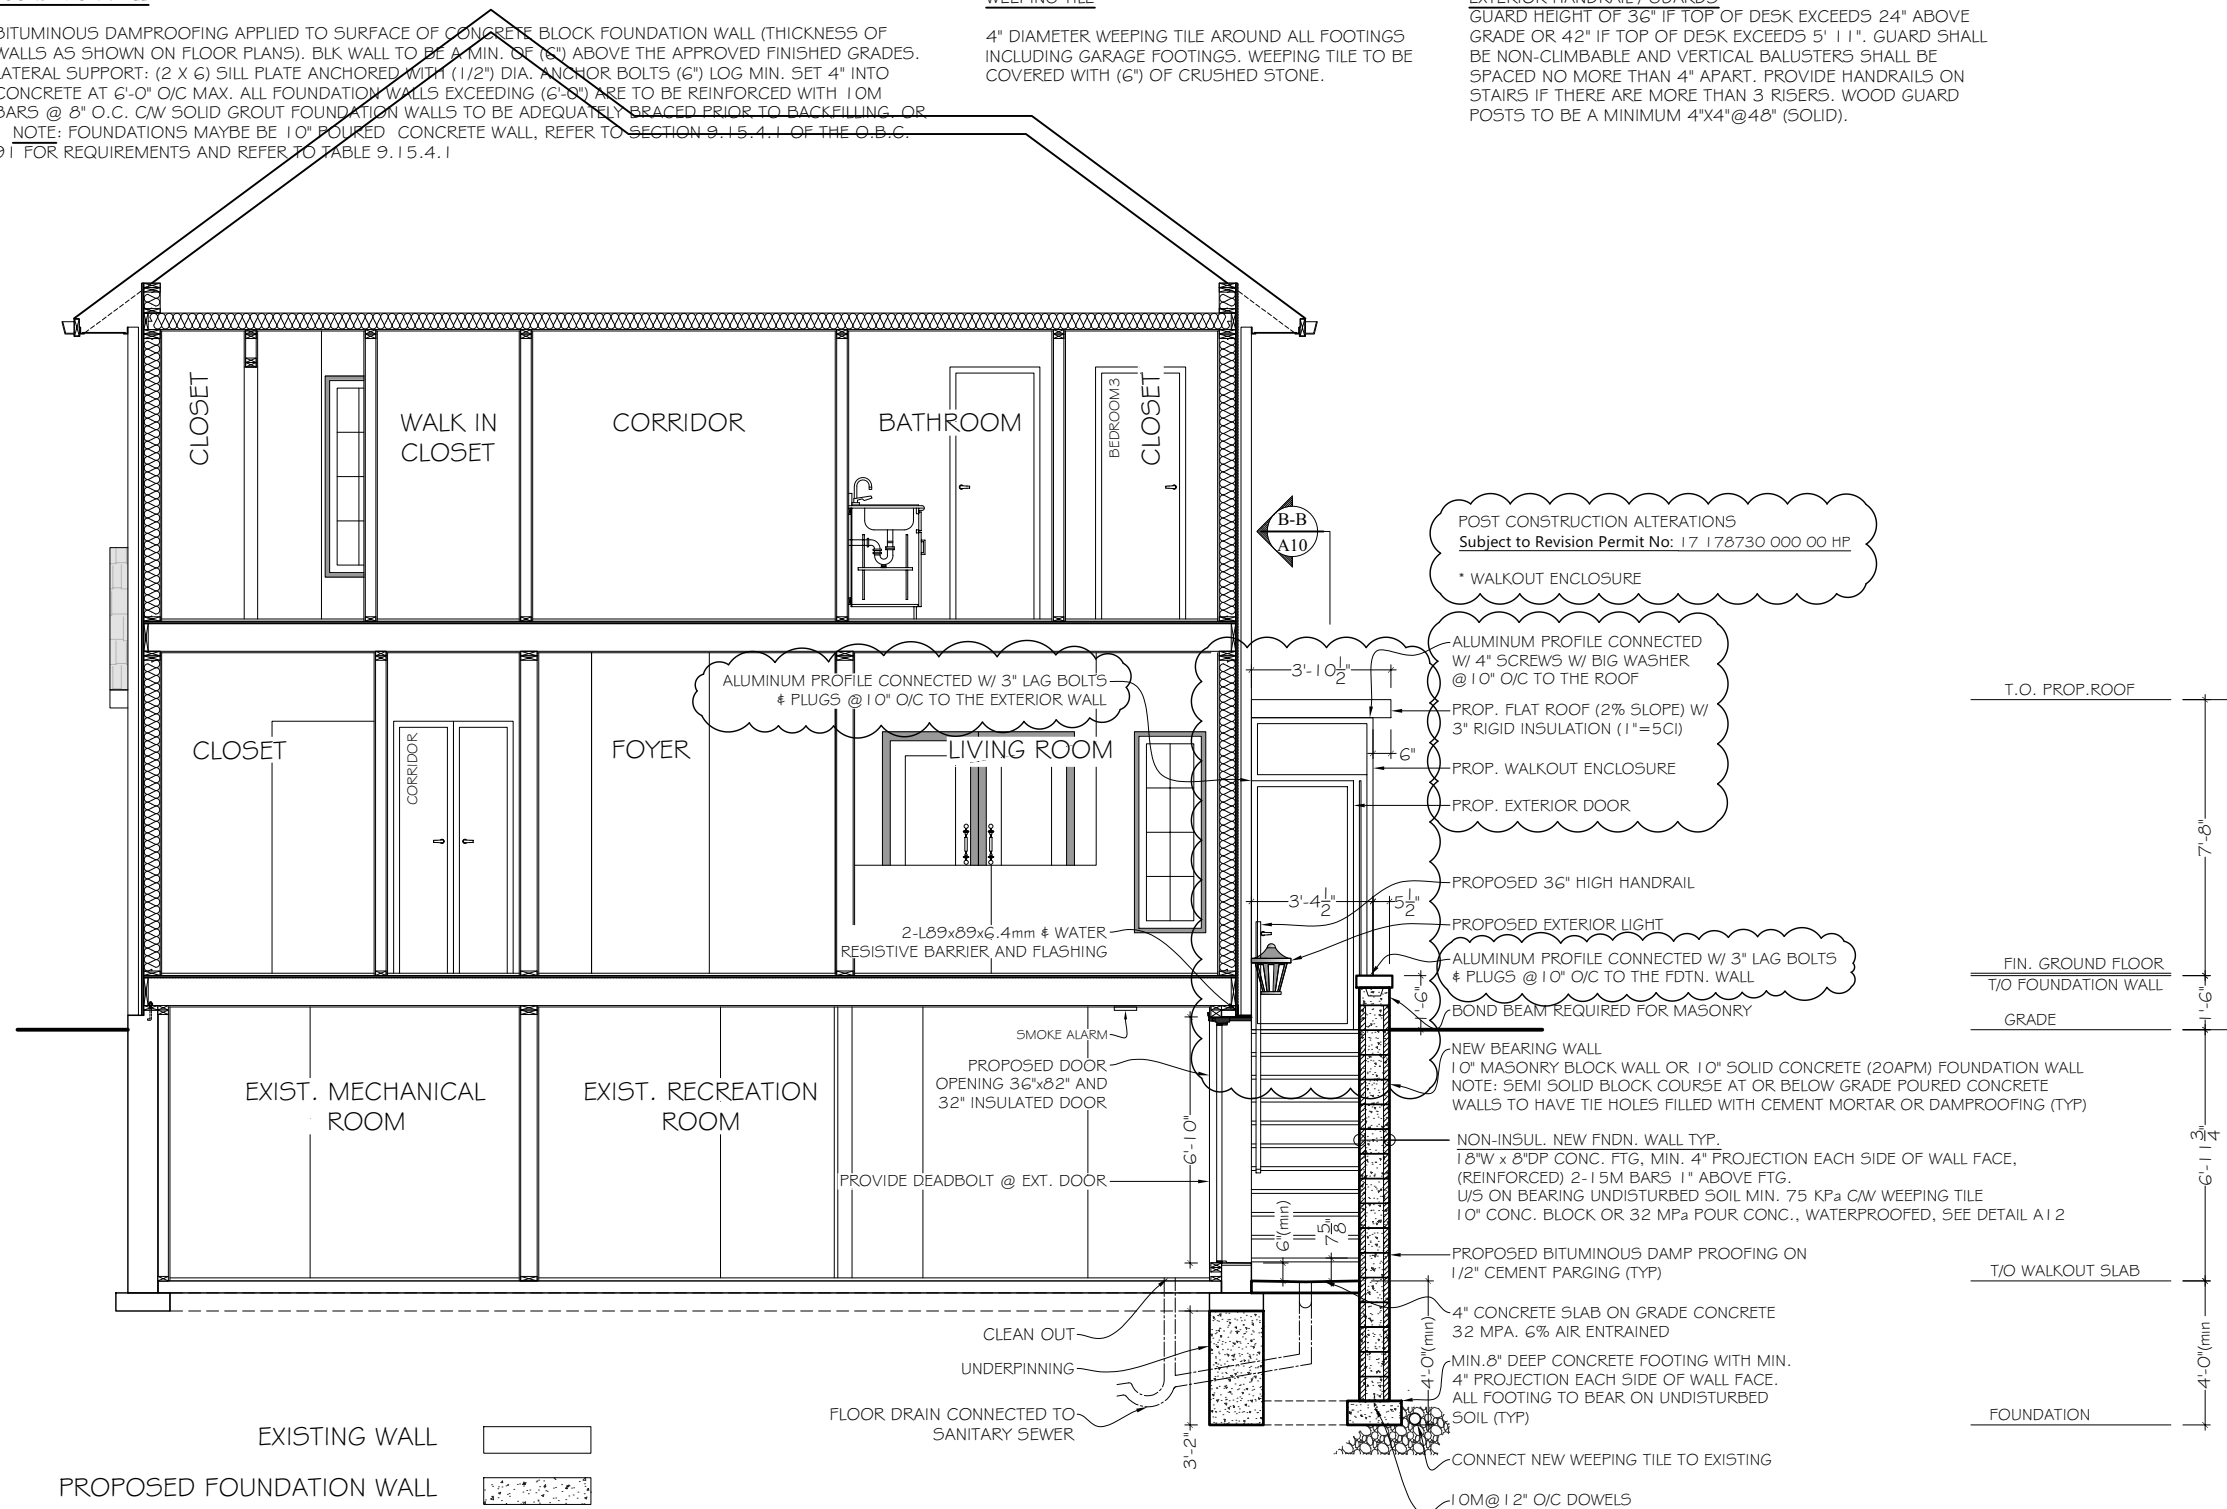 BITUMINOUS DAMPROOFING APPLIED TO SURFACE OF CONCRETE BLOCK FOUNDATION WALL (THICKNESS OF
WALLS AS SHOWN ON FLOOR PLANS). BLK WALL TO BE A MIN. OF (6") ABOVE THE APPROVED FINISHED GRADES.
LATERAL SUPPORT: (2 X 6) SILL PLATE ANCHORED WITH (1/2") DIA. ANCHOR BOLTS (6") LOG MIN. SET 4" INTO
CONCRETE AT 6'-0" O/C MAX. ALL FOUNDATION WALLS EXCEEDING (6'-0") ARE TO BE REINFORCED WITH 10M
BARS @ 8" O.C. C/W SOLID GROUT FOUNDATION WALLS TO BE ADEQUATELY BRACED PRIOR TO BACKFILLING. OR
NOTE: FOUNDATIONS MAYBE BE 10" POURED CONCRETE WALL, REFER TO SECTION 9.15.4.1 OF THE O.B.C.
91 FOR REQUIREMENTS AND REFER TO TABLE 9.15.4.1
WEEPING TILE
4" DIAMETER WEEPING TILE AROUND ALL FOOTINGS
INCLUDING GARAGE FOOTINGS. WEEPING TILE TO BE
COVERED WITH (6") OF CRUSHED STONE.
EXTERIOR HANDRAIL / GUARDS
GUARD HEIGHT OF 36" IF TOP OF DESK EXCEEDS 24" ABOVE
GRADE OR 42" IF TOP OF DESK EXCEEDS 5' 11". GUARD SHALL
BE NON-CLIMBABLE AND VERTICAL BALUSTERS SHALL BE
SPACED NO MORE THAN 4" APART. PROVIDE HANDRAILS ON
STAIRS IF THERE ARE MORE THAN 3 RISERS. WOOD GUARD
POSTS TO BE A MINIMUM 4"X4"@48" (SOLID).
CLOSET
WALK IN
CLOSET
CORRIDOR
BATHROOM
BEDROOM3
CLOSET
B-B
A10
POST CONSTRUCTION ALTERATIONS
Subject to Revision Permit No: 17 178730 000 00 HP
* WALKOUT ENCLOSURE
ALUMINUM PROFILE CONNECTED
W/ 4" SCREWS W/ BIG WASHER
@10" O/C TO THE ROOF
PROP. FLAT ROOF (2% SLOPE) W/
3" RIGID INSULATION (1"=5CI)
PROP. WALKOUT ENCLOSURE
PROP. EXTERIOR DOOR
3'-10 1/2"
6"
ALUMINUM PROFILE CONNECTED W/ 3" LAG BOLTS
& PLUGS @10" O/C TO THE EXTERIOR WALL
CLOSET
CORRIDOR
FOYER
LIVING ROOM
T.O. PROP.ROOF
7'-8"
PROPOSED 36" HIGH HANDRAIL
3'-4 1/2"
5 1/2"
PROPOSED EXTERIOR LIGHT
2-L89x89x6.4mm & WATER
RESISTIVE BARRIER AND FLASHING
ALUMINUM PROFILE CONNECTED W/ 3" LAG BOLTS
& PLUGS @10" O/C TO THE FDTN. WALL
1'-6"
BOND BEAM REQUIRED FOR MASONRY
FIN. GROUND FLOOR
T/O FOUNDATION WALL
1'-6"
GRADE
SMOKE ALARM
PROPOSED DOOR
OPENING 36"x82" AND
32" INSULATED DOOR
NEW BEARING WALL
10" MASONRY BLOCK WALL OR 10" SOLID CONCRETE (20APM) FOUNDATION WALL
NOTE: SEMI SOLID BLOCK COURSE AT OR BELOW GRADE POURED CONCRETE
WALLS TO HAVE TIE HOLES FILLED WITH CEMENT MORTAR OR DAMPROOFING (TYP)
EXIST. MECHANICAL
ROOM
EXIST. RECREATION
ROOM
6'-10"
NON-INSUL. NEW FNDN. WALL TYP.
18"W x 8"DP CONC. FTG, MIN. 4" PROJECTION EACH SIDE OF WALL FACE,
(REINFORCED) 2-15M BARS 1" ABOVE FTG.
U/S ON BEARING UNDISTURBED SOIL MIN. 75 KPa C/W WEEPING TILE
10" CONC. BLOCK OR 32 MPa POUR CONC., WATERPROOFED, SEE DETAIL A12
6'-11 3/4
PROVIDE DEADBOLT @ EXT. DOOR
6"(min)
7 5/8"
PROPOSED BITUMINOUS DAMP PROOFING ON
1/2" CEMENT PARGING (TYP)
T/O WALKOUT SLAB
4" CONCRETE SLAB ON GRADE CONCRETE
32 MPA. 6% AIR ENTRAINED
CLEAN OUT
UNDERPINNING
FLOOR DRAIN CONNECTED TO
SANITARY SEWER
3'-2"
4'-0"(min)
MIN.8" DEEP CONCRETE FOOTING WITH MIN.
4" PROJECTION EACH SIDE OF WALL FACE.
ALL FOOTING TO BEAR ON UNDISTURBED
SOIL (TYP)
4'-0"(min
FOUNDATION
CONNECT NEW WEEPING TILE TO EXISTING
10M@12" O/C DOWELS
EXISTING WALL
PROPOSED FOUNDATION WALL